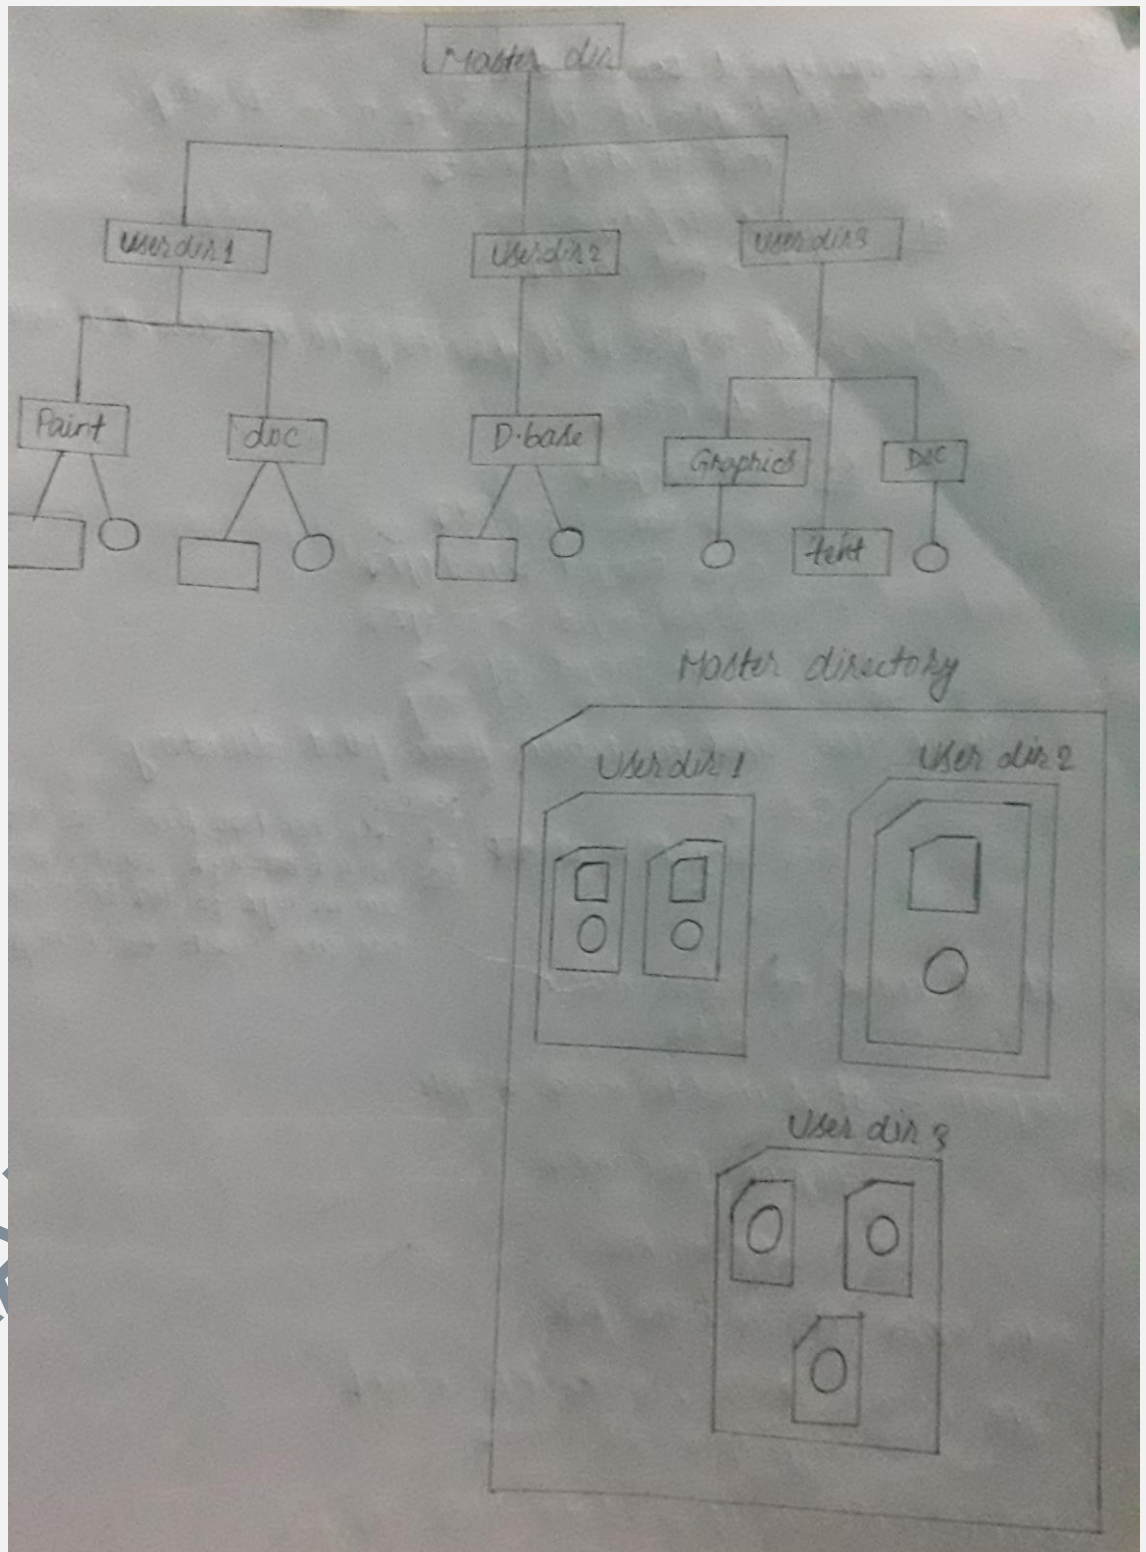 Master dir
User dir 1
User dir 2
User dir 3
Paint
doc
D.base
Graphics
Doc
tent
Master directory
User dir 1
User dir 2
User dir 3